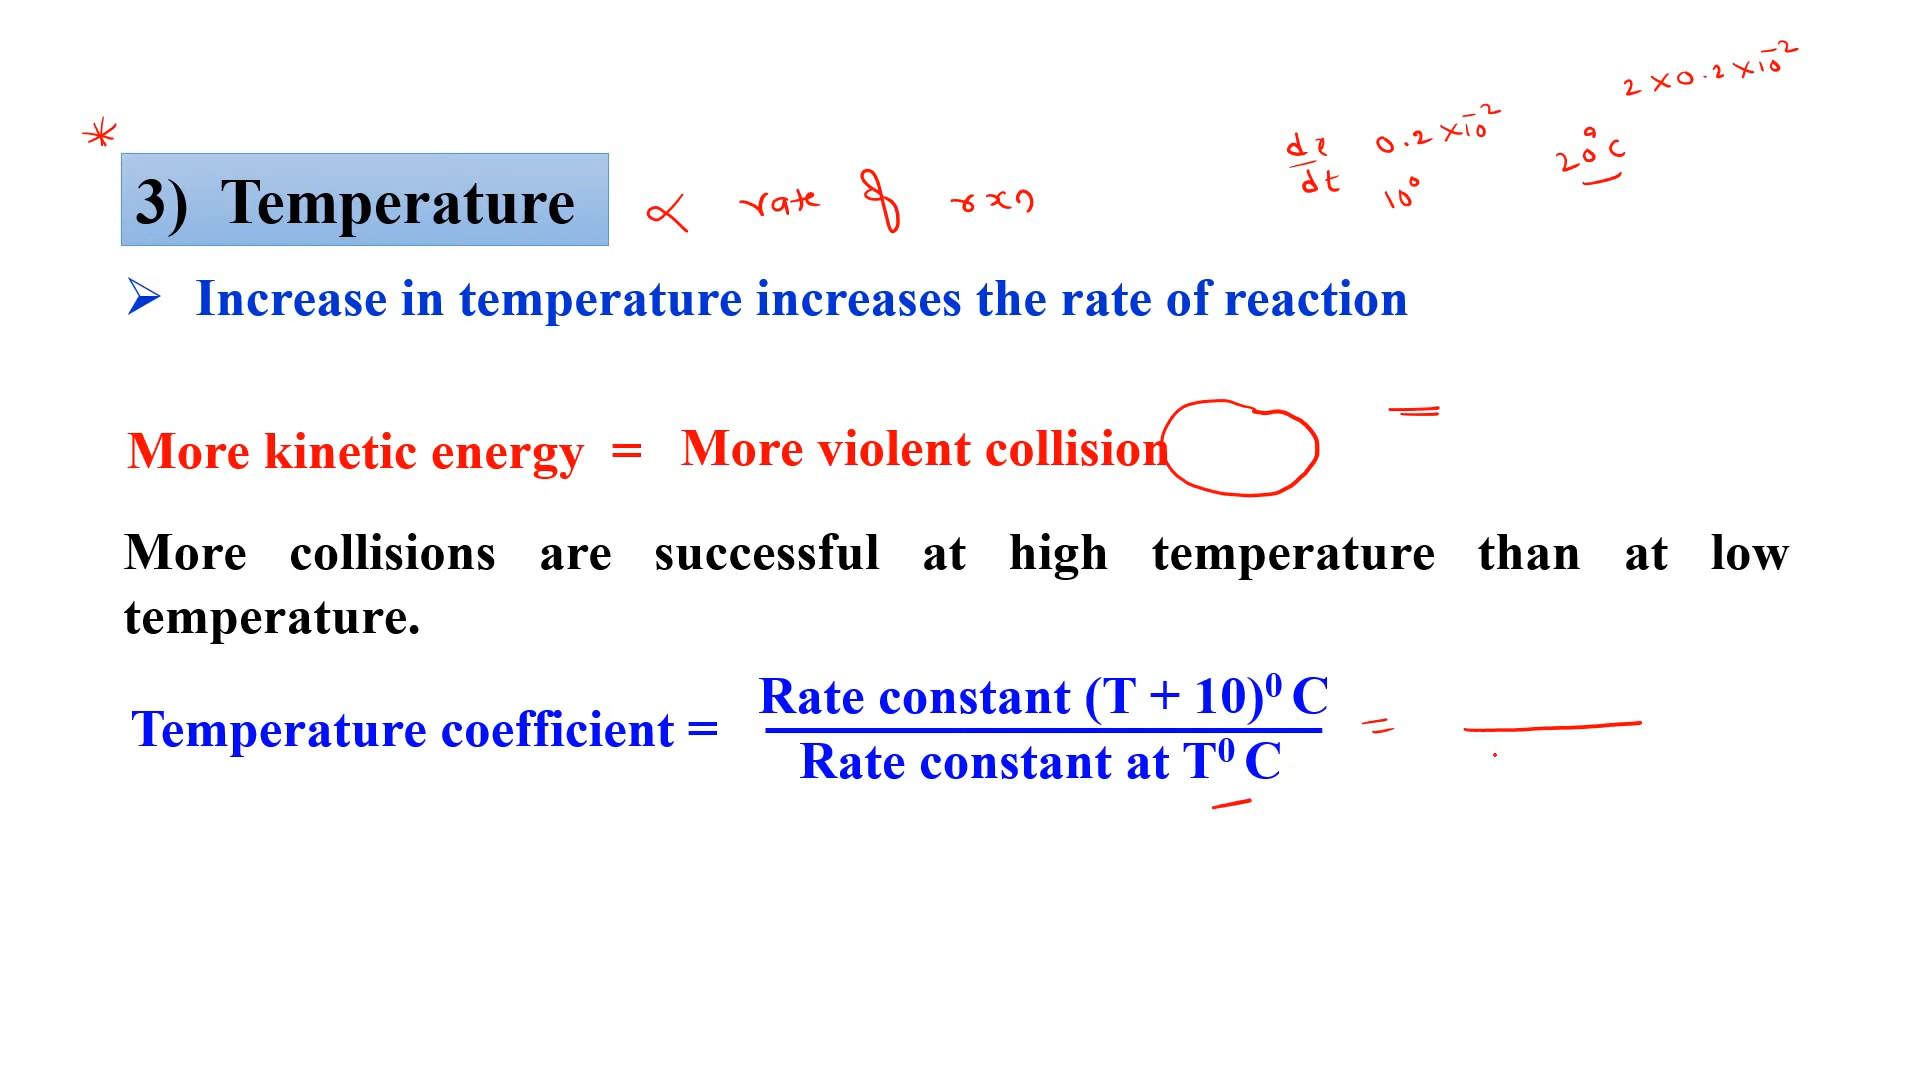 2 × 0.2 × 10⁻²
dx/dt 0.2 × 10⁻² 20°C
10°
*
3) Temperature ∝ rate of rxn
➢ Increase in temperature increases the rate of reaction
More kinetic energy = More violent collision =
More collisions are successful at high temperature than at low
temperature.
Rate constant (T + 10)⁰ C
Temperature coefficient = =
Rate constant at T⁰ C